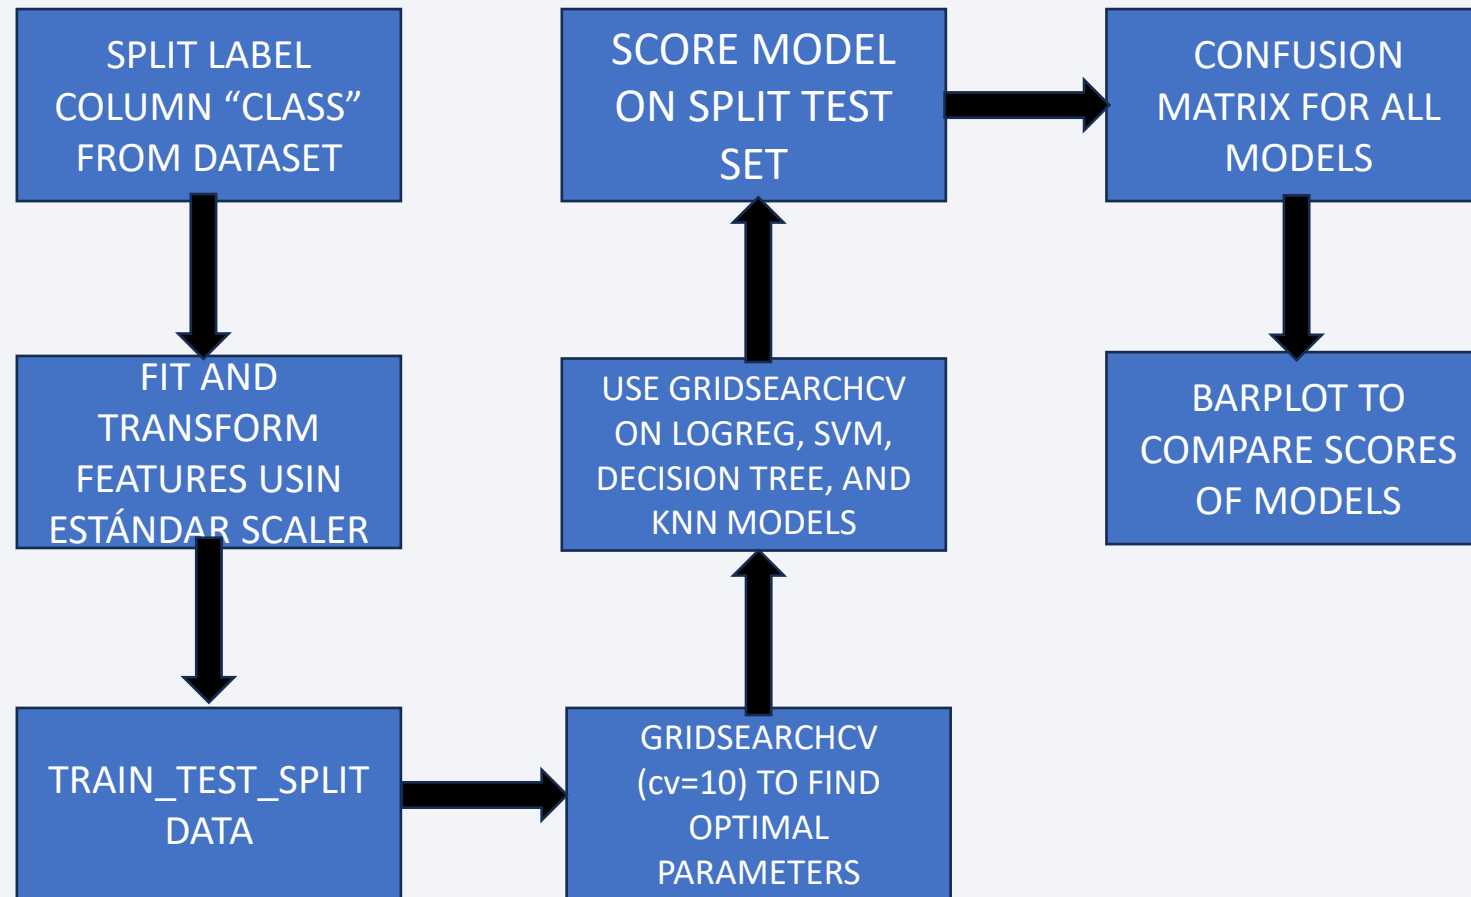 SPLIT LABEL
COLUMN “CLASS”
FROM DATASET
FIT AND
TRANSFORM
FEATURES USIN
ESTÁNDAR SCALER
TRAIN_TEST_SPLIT
DATA
GRIDSEARCHCV
(cv=10) TO FIND
OPTIMAL
PARAMETERS
USE GRIDSEARCHCV
ON LOGREG, SVM,
DECISION TREE, AND
KNN MODELS
SCORE MODEL
ON SPLIT TEST
SET
CONFUSION
MATRIX FOR ALL
MODELS
BARPLOT TO
COMPARE SCORES
OF MODELS